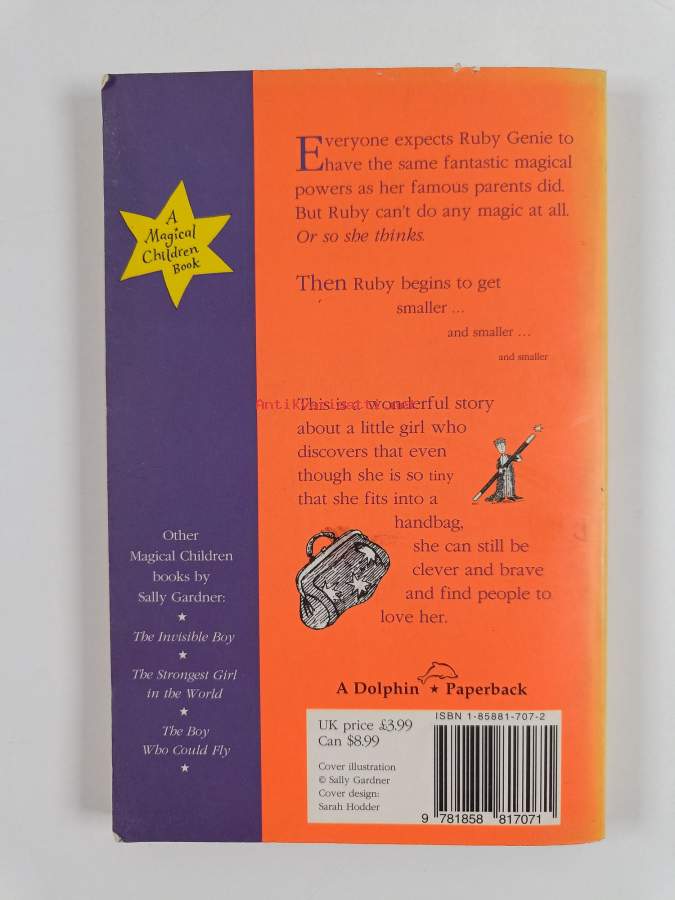 Everyone expects Ruby Genie to
have the same fantastic magical
powers as her famous parents did.
But Ruby can't do any magic at all.
Or so she thinks.
Then Ruby begins to get
smaller ...
and smaller ...
and smaller
This is a wonderful story
about a little girl who
discovers that even
though she is so tiny
that she fits into a
handbag,
she can still be
clever and brave
and find people to
love her.
AntiKvariaatti.net
A
Magical
Children
Book
Other
Magical Children
books by
Sally Gardner:
★
The Invisible Boy
★
The Strongest Girl
in the World
★
The Boy
Who Could Fly
★
A Dolphin ★ Paperback
UK price £3.99
Can $8.99
Cover illustration
© Sally Gardner
Cover design:
Sarah Hodder
ISBN 1-85881-707-2
9 781858 817071